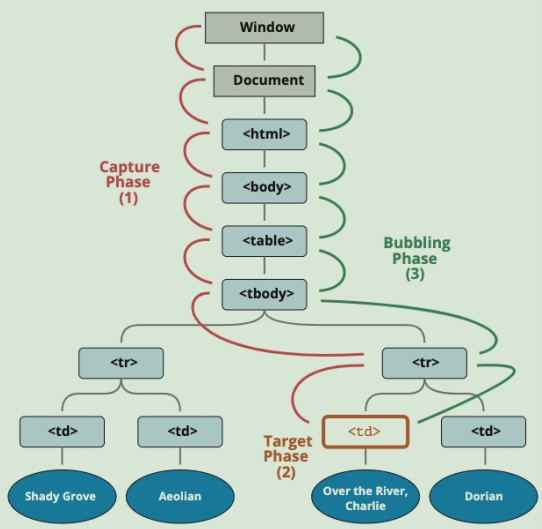 Window
Document
<html>
Capture
Phase
(1)
<body>
<table>
Bubbling
Phase
(3)
<tbody>
<tr>
<tr>
<td>
<td>
Target
Phase
(2)
<td>
<td>
Shady Grove
Aeolian
Over the River,
Charlie
Dorian